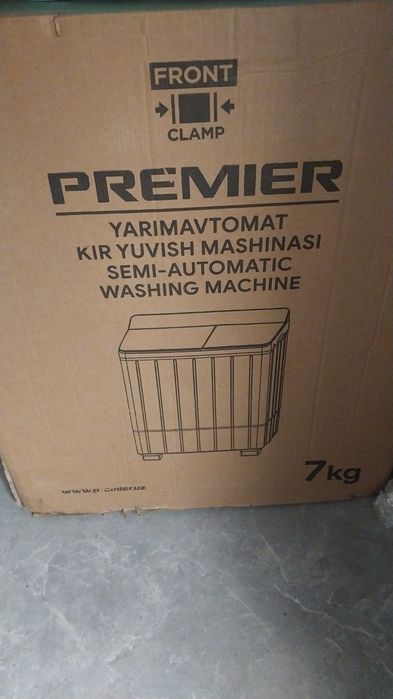 FRONT
CLAMP
PREMIER
YARIMAVTOMAT
KIR YUVISH MASHINASI
SEMI-AUTOMATIC
WASHING MACHINE
7kg